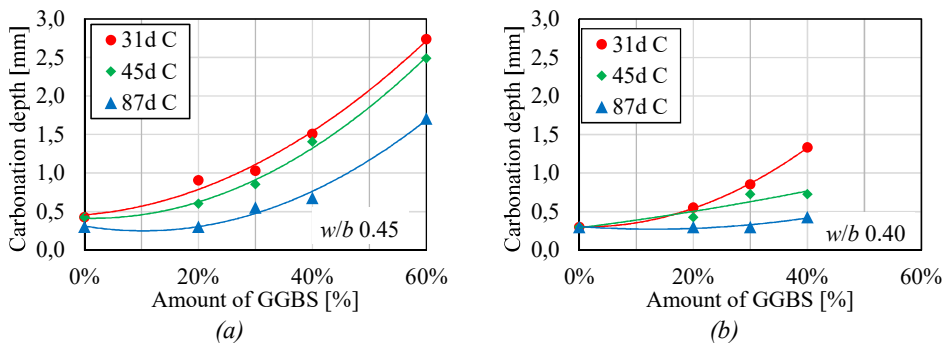 Carbonation depth [mm]
3,0
2,5
2,0
1,5
1,0
0,5
0,0
31d C
45d C
87d C
w/b 0.45
0% 20% 40% 60%
Amount of GGBS [%]
(a)
Carbonation depth [mm]
3,0
2,5
2,0
1,5
1,0
0,5
0,0
31d C
45d C
87d C
w/b 0.40
0% 20% 40% 60%
Amount of GGBS [%]
(b)